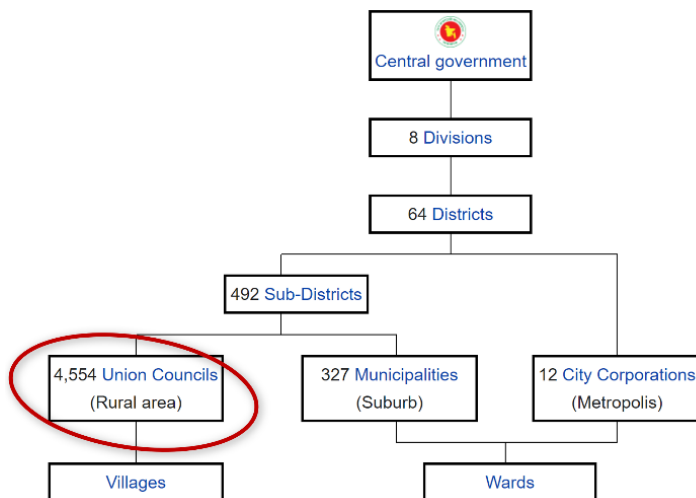 Central government
8 Divisions
64 Districts
492 Sub-Districts
4,554 Union Councils
(Rural area)
327 Municipalities
(Suburb)
12 City Corporations
(Metropolis)
Villages
Wards